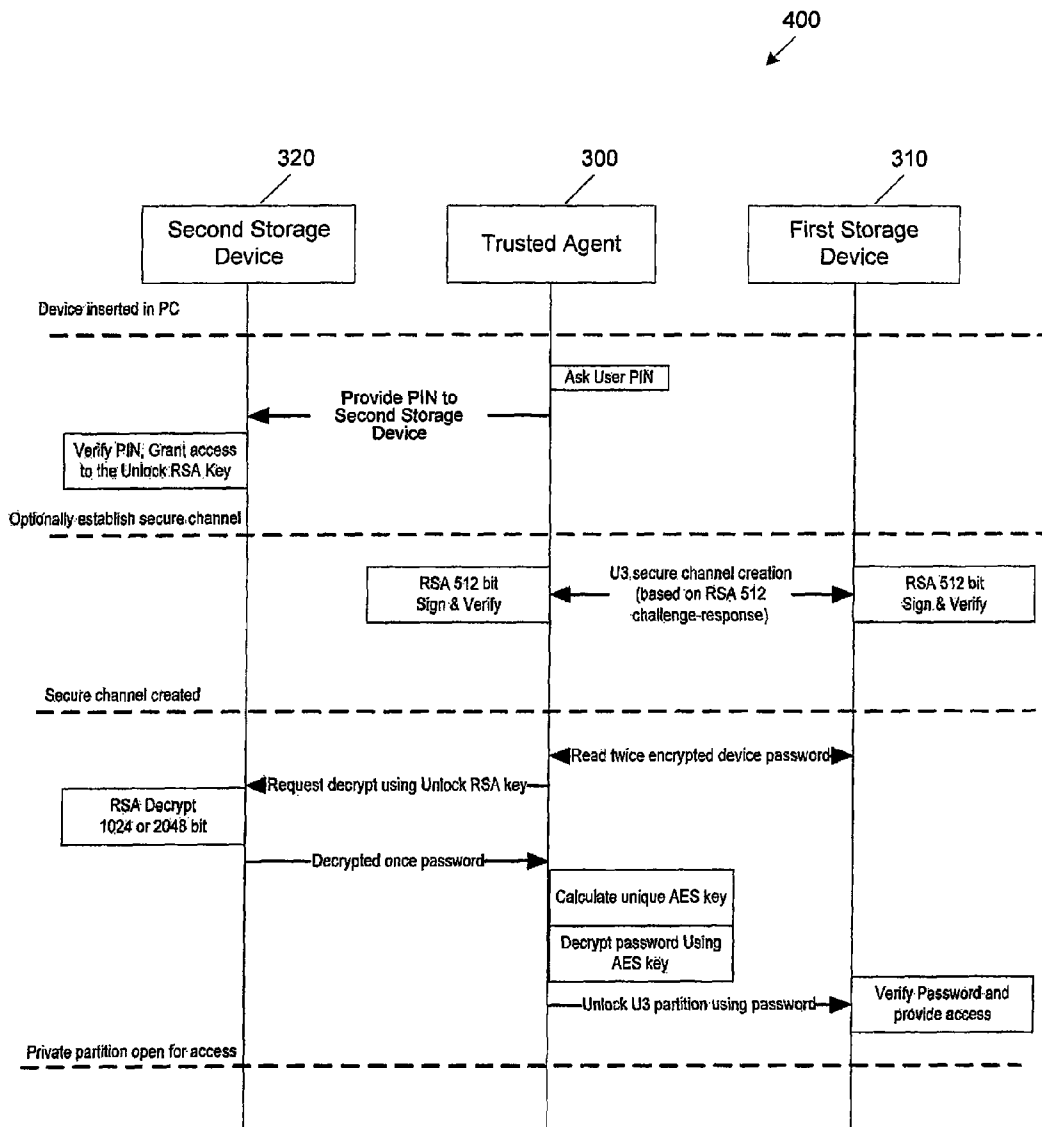 400
320
300
310
Second Storage
Device
Trusted Agent
First Storage
Device
Device inserted in PC
Ask User PIN
Provide PIN to
Second Storage
Device
Verify PIN, Grant access
to the Unlock RSA Key
Optionally establish secure channel
RSA 512 bit
Sign & Verify
U3 secure channel creation
(based on RSA 512
challenge-response)
RSA 512 bit
Sign & Verify
Secure channel created
Read twice encrypted device password
Request decrypt using Unlock RSA key
RSA Decrypt
1024 or 2048 bit
Decrypted once password
Calculate unique AES key
Decrypt password Using
AES key
Unlock U3 partition using password
Verify Password and
provide access
Private partition open for access